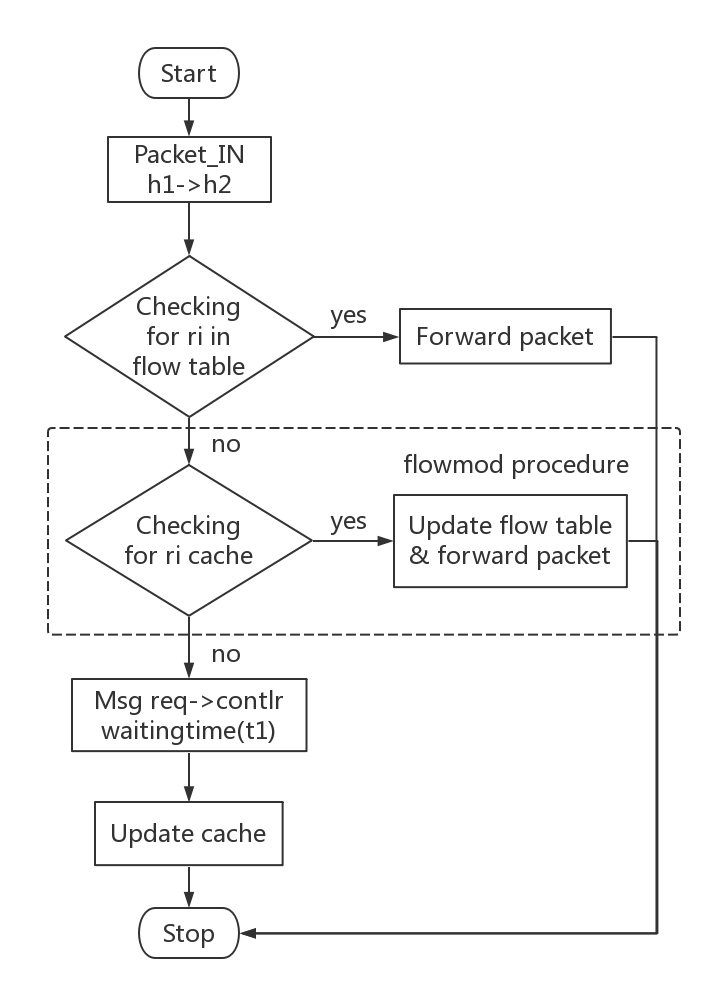 Start
Packet_IN
h1->h2
Checking
for ri in
flow table
yes
Forward packet
no
flowmod procedure
Checking
for ri cache
yes
Update flow table
& forward packet
no
Msg req->contlr
waitingtime(t1)
Update cache
Stop